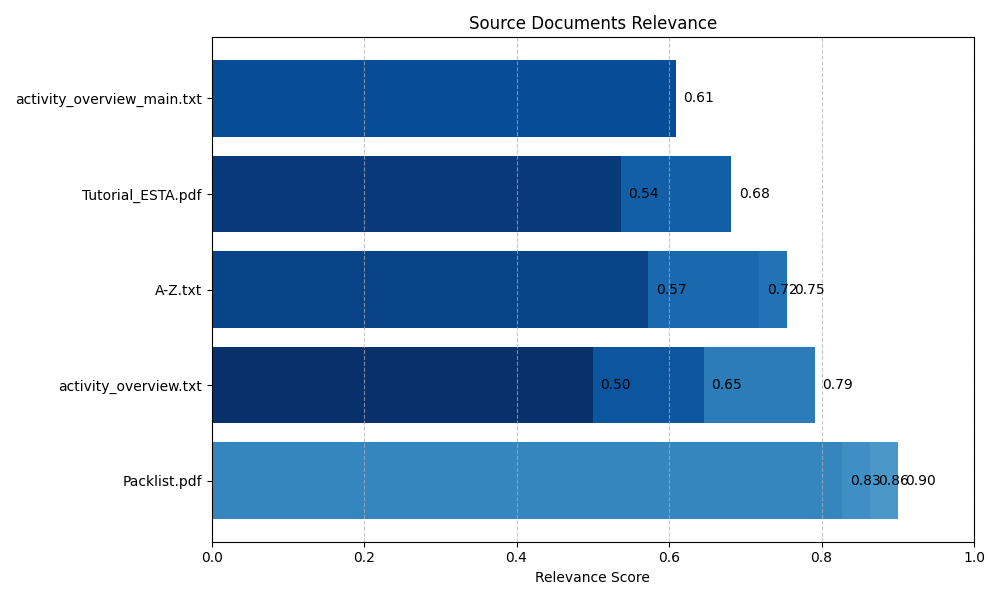 Source Documents Relevance
activity_overview_main.txt
0.61
Tutorial_ESTA.pdf
0.54
0.68
A-Z.txt
0.57
0.72
0.75
activity_overview.txt
0.50
0.65
0.79
Packlist.pdf
0.83
0.86
0.90
0.0
0.2
0.4
0.6
0.8
1.0
Relevance Score